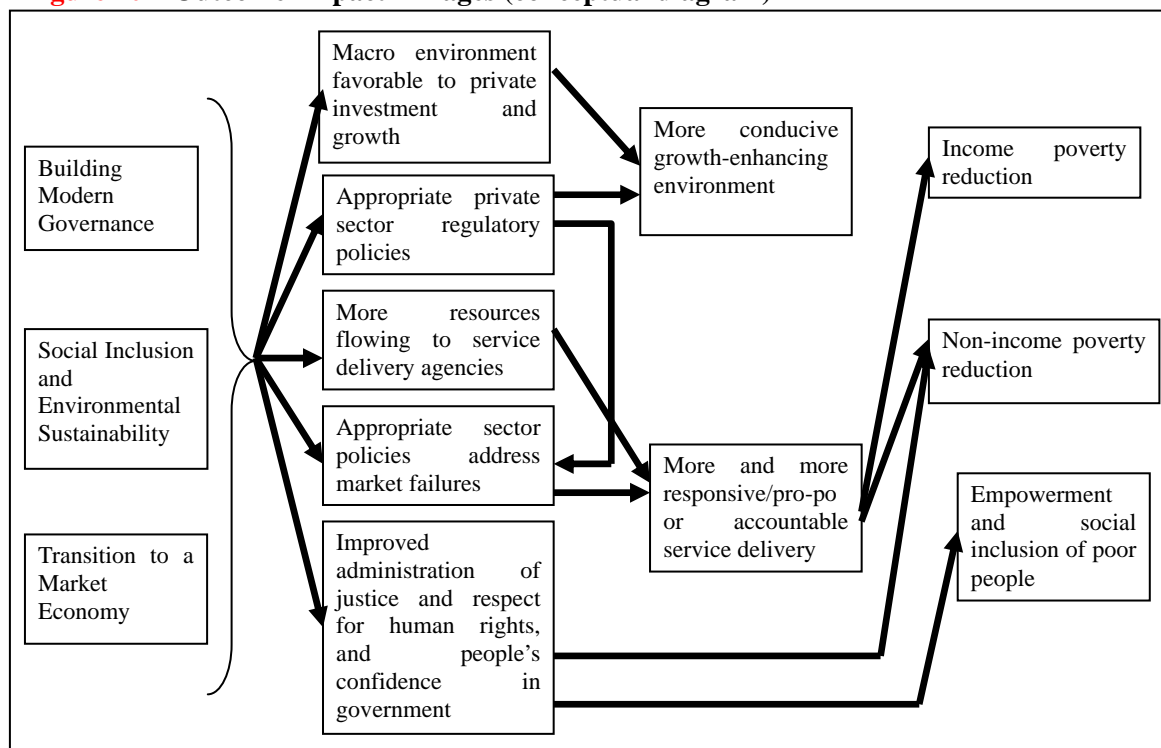 Building
Modern
Governance
Social Inclusion
and
Environmental
Sustainability
Transition to a
Market
Economy
Macro environment
favorable to private
investment and
growth
Appropriate private
sector regulatory
policies
More resources
flowing to service
delivery agencies
Appropriate sector
policies address
market failures
Improved
administration of
justice and respect
for human rights,
and people’s
confidence in
government
More conducive
growth-enhancing
environment
More and more
responsive/pro-po
or accountable
service delivery
Income poverty
reduction
Non-income poverty
reduction
Empowerment
and social
inclusion of poor
people